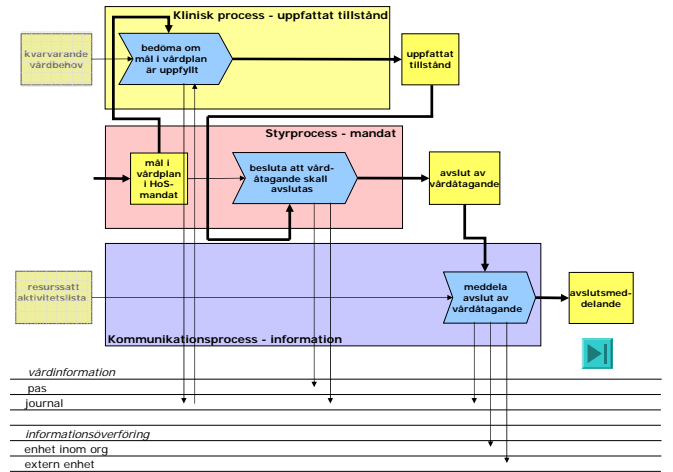 Klinisk process - uppfattat tillstånd
kvarvarande
vårdbehov
bedöma om
mål i vårdplan
är uppfyllt
uppfattat
tillstånd
Styrprocess - mandat
mål i
vårdplan
i HoS-
mandat
besluta att vård-
åtagande skall
avslutas
avslut av
vårdåtagande
resurssatt
aktivitetslista
meddela
avslut av
vårdåtagande
avslutsmed-
delande
Kommunikationsprocess - information
vårdinformation
pas
journal
informationsöverföring
enhet inom org
extern enhet